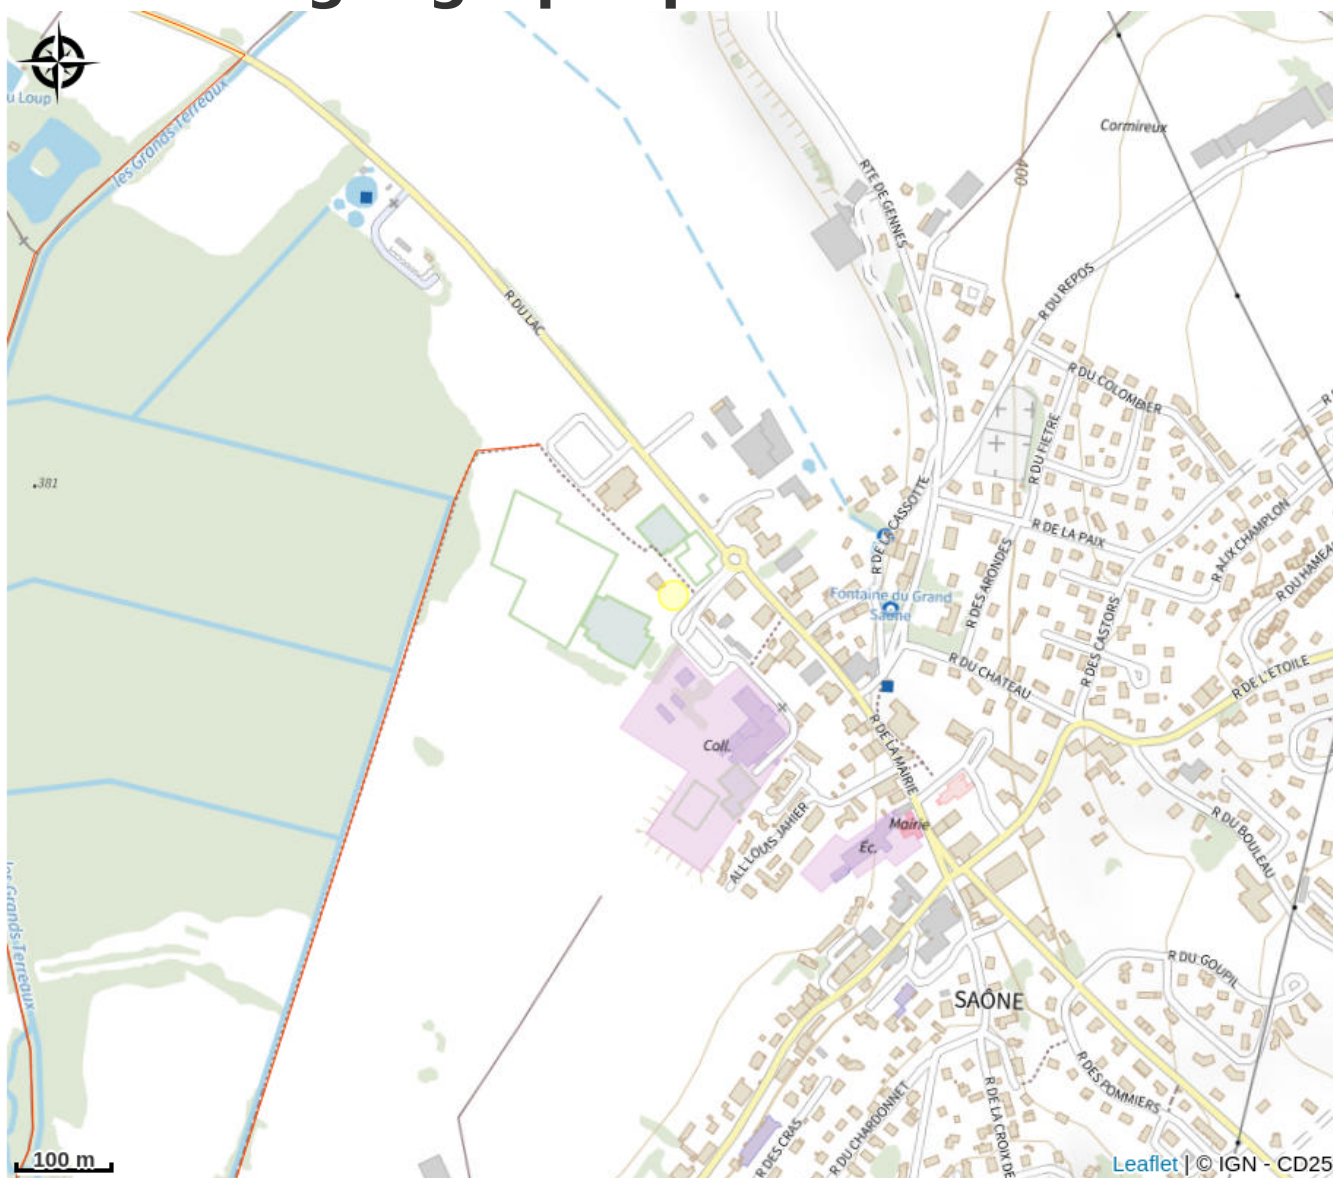 u Loup
les Grands Terreaux
Cormireux
400
RTE DE GENNES
R DU REPOS
R DU LAC
R DU COLOMBIER
R DU FIETRE
381
R DE LA CASSOTTE
R DE LA PAIX
R ALIX CHAMPLON
R DU HAMEAU
R DES ARONDES
Fontaine du Grand
Saône
R DES CASTORS
R DU CHATEAU
R DE L'ETOILE
Coll.
R DE LA MAIRIE
Mairie
Éc.
ALL LOUIS JAHIER
R DU BOULEAU
les Grands Terreaux
R DU GOUPIL
SAÔNE
R DES POMMIERS
R DU CHARDONNET
R DES CRAS
R DE LA CROIX DE
100 m
Leaflet | © IGN - CD25